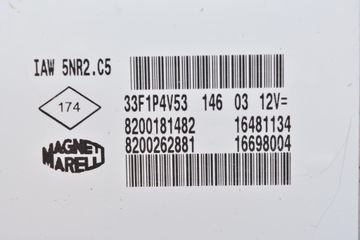 IAW 5NR2.C5
174
33F1P4V53 146 03 12V=
8200181482 16481134
8200262881 16698004
MAGNETI
MARELLI